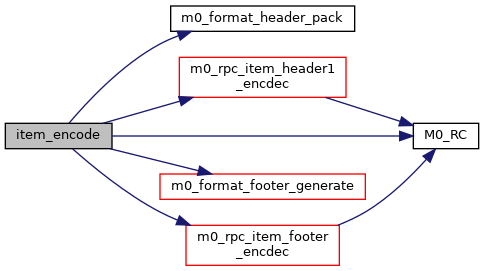 m0_format_header_pack
m0_rpc_item_header1
_encdec
item_encode
M0_RC
m0_format_footer_generate
m0_rpc_item_footer
_encdec